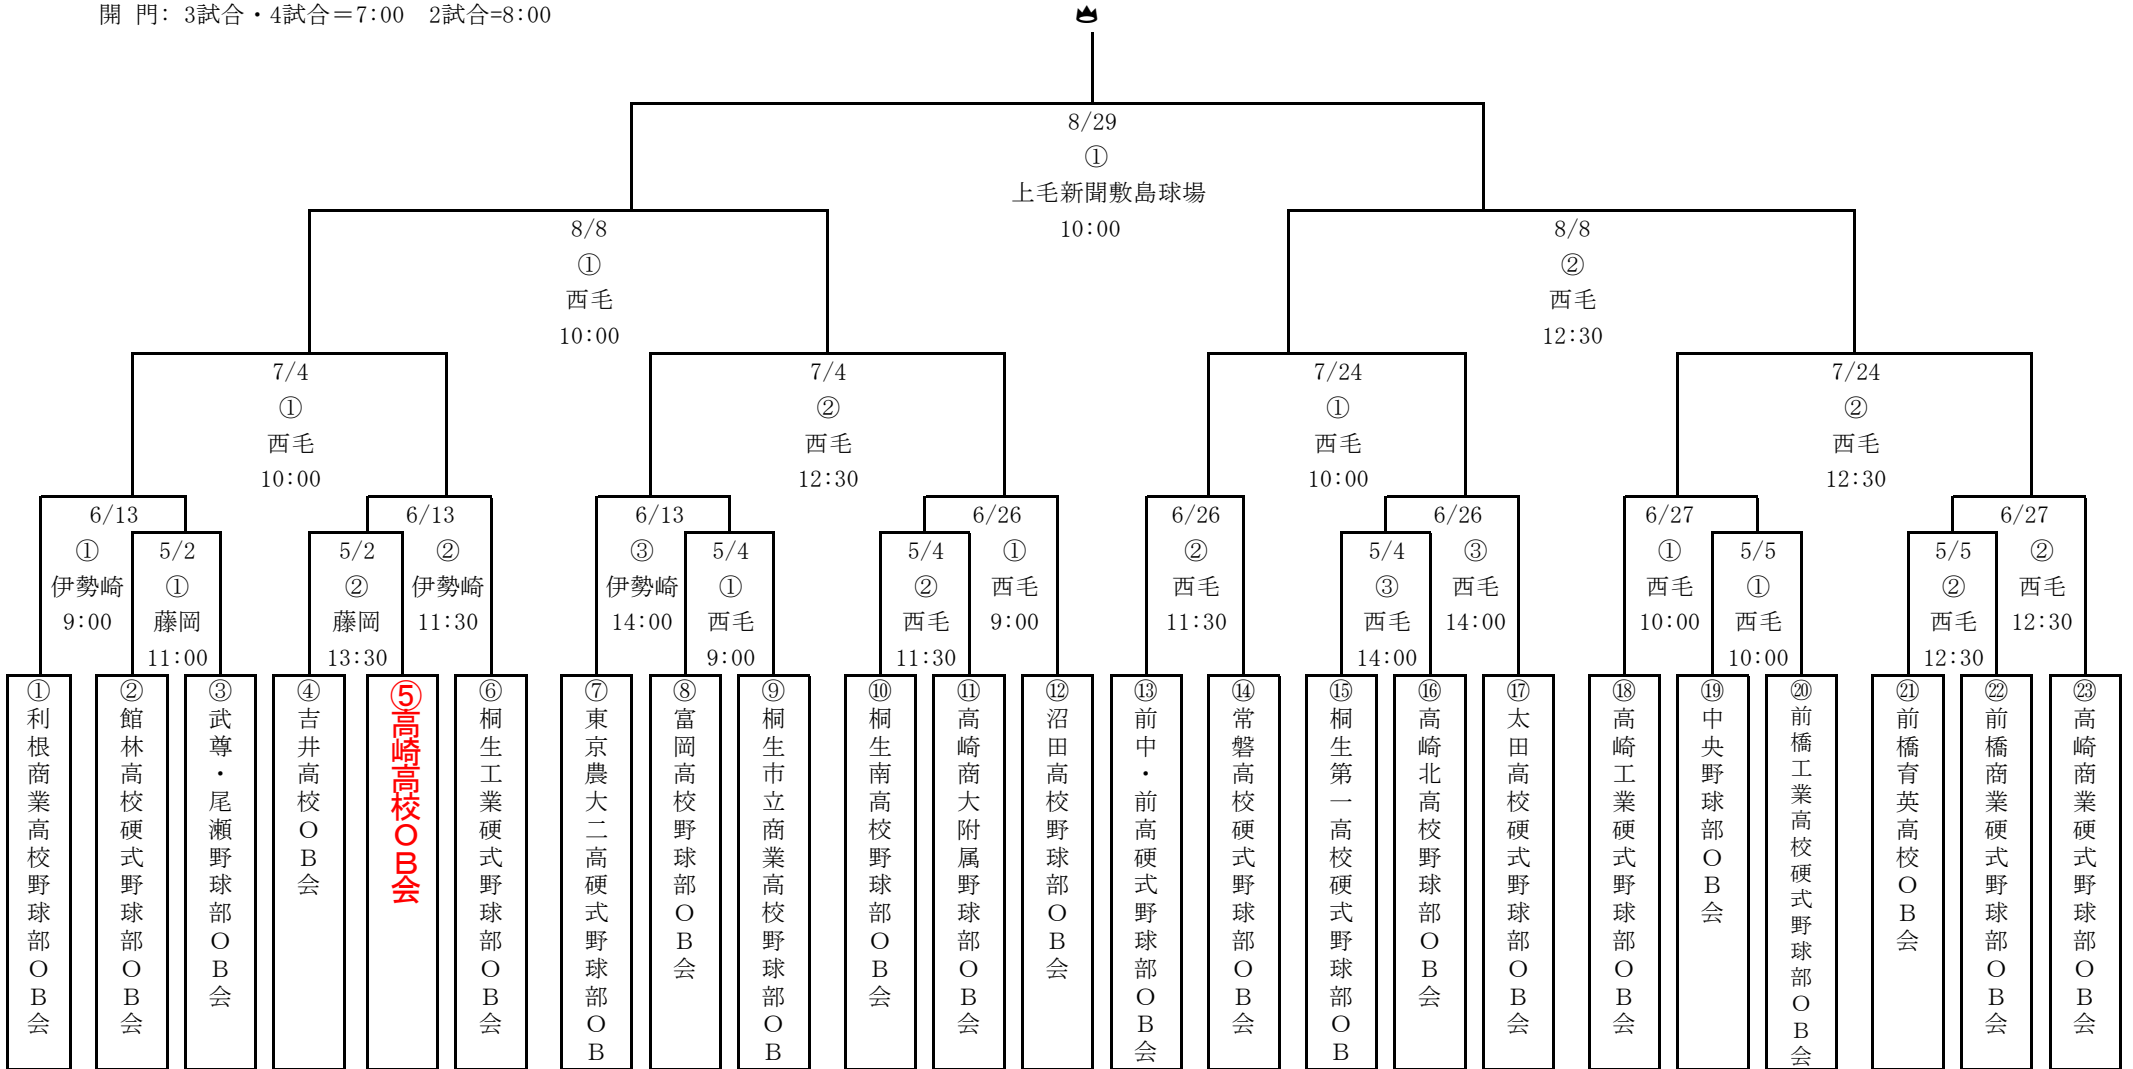 開 門: 3試合・4試合＝7:00　2試合=8:00
8/29
①
上毛新聞敷島球場
10:00
8/8
①
西毛
10:00
8/8
②
西毛
12:30
7/4
①
西毛
10:00
7/4
②
西毛
12:30
7/24
①
西毛
10:00
7/24
②
西毛
12:30
6/13
①
伊勢崎
9:00
5/2
①
藤岡
11:00
5/2
②
藤岡
13:30
6/13
②
伊勢崎
11:30
6/13
③
伊勢崎
14:00
5/4
①
西毛
9:00
5/4
②
西毛
11:30
6/26
①
西毛
9:00
6/26
②
西毛
11:30
5/4
③
西毛
14:00
6/26
③
西毛
14:00
6/27
①
西毛
10:00
5/5
①
西毛
10:00
5/5
②
西毛
12:30
6/27
②
西毛
12:30
①利根商業高校野球部ＯＢ会
②館林高校硬式野球部ＯＢ会
③武尊・尾瀬野球部ＯＢ会
④吉井高校ＯＢ会
⑤高崎高校ＯＢ会
⑥桐生工業硬式野球部ＯＢ会
⑦東京農大二高硬式野球部ＯＢ
⑧富岡高校野球部ＯＢ会
⑨桐生市立商業高校野球部ＯＢ
⑩桐生南高校野球部ＯＢ会
⑪高崎商大附属野球部ＯＢ会
⑫沼田高校野球部ＯＢ会
⑬前中・前高硬式野球部ＯＢ会
⑭常磐高校硬式野球部ＯＢ会
⑮桐生第一高校硬式野球部ＯＢ
⑯高崎北高校野球部ＯＢ会
⑰太田高校硬式野球部ＯＢ会
⑱高崎工業硬式野球部ＯＢ会
⑲中央野球部ＯＢ会
⑳前橋工業高校硬式野球部ＯＢ会
㉑前橋育英高校ＯＢ会
㉒前橋商業硬式野球部ＯＢ会
㉓高崎商業硬式野球部ＯＢ会